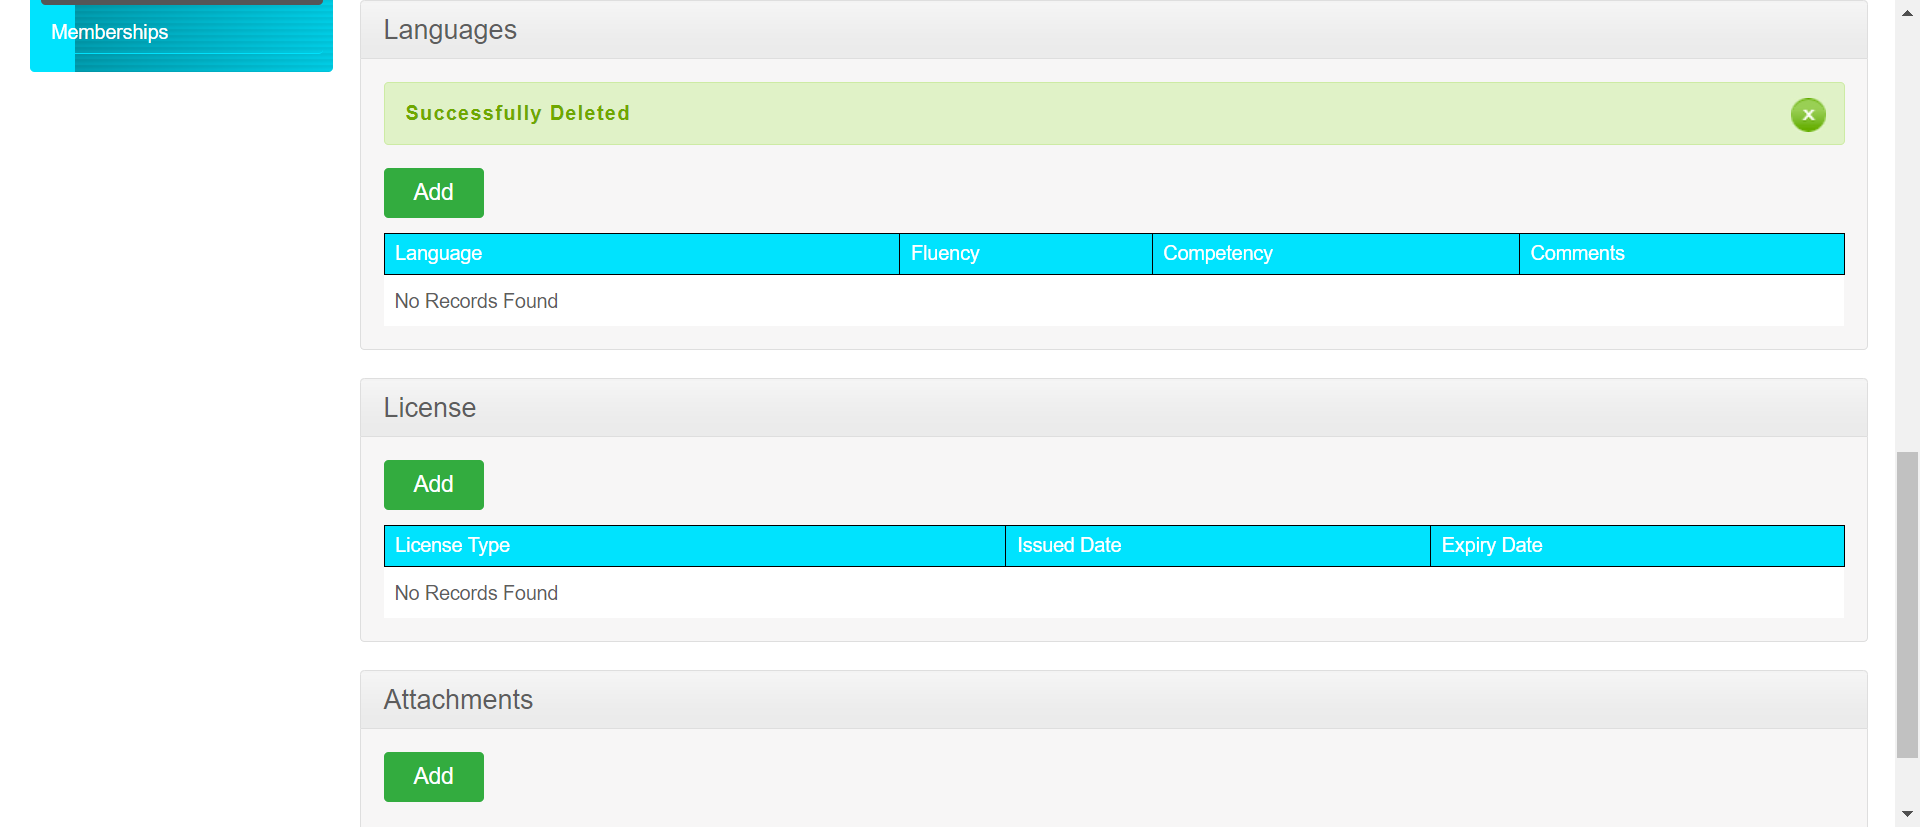 Memberships
Languages
Successfully Deleted
x
Add
Language Fluency Competency Comments
No Records Found
License
Add
License Type Issued Date Expiry Date
No Records Found
Attachments
Add